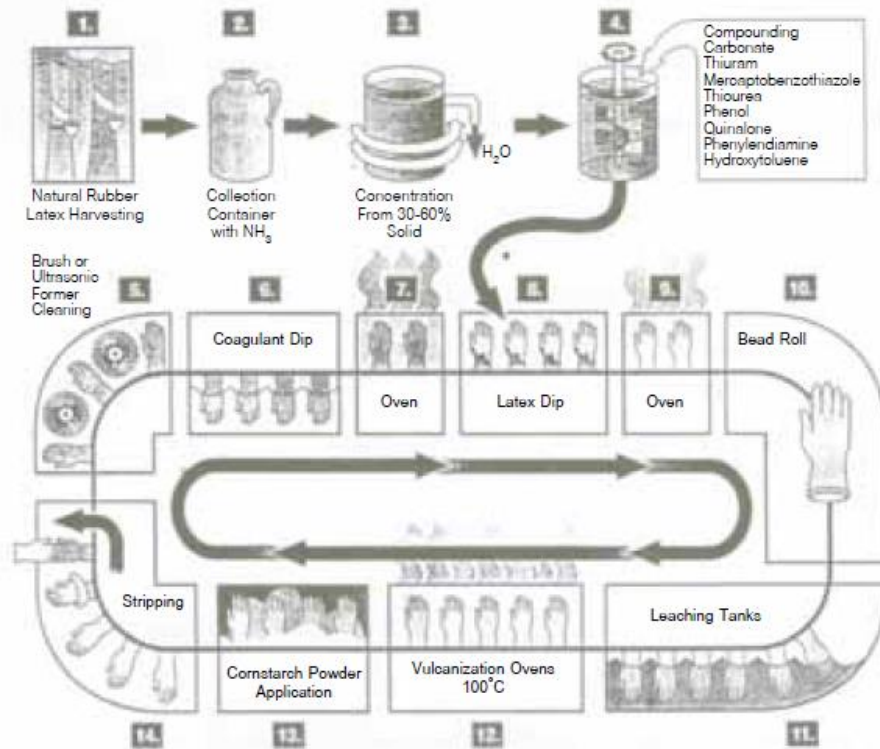 1.
2.
3.
4.
Compounding
Carbonate
Thiuram
Meroaptobenzothiazole
Thiourea
Phenol
Quinalone
Phenylendiamine
Hydroxytoluene
H₂O
Natural Rubber
Latex Harvesting
Collection
Container
with NH₃
Concentration
From 30-60%
Solid
Brush or
Ultrasonic
Former
Cleaning
5.
6.
7.
8.
9.
10.
Coagulant Dip
Oven
Latex Dip
Oven
Bead Roll
Stripping
Cornstarch Powder
Application
Vulcanization Ovens
100°C
Leaching Tanks
14.
13.
12.
11.